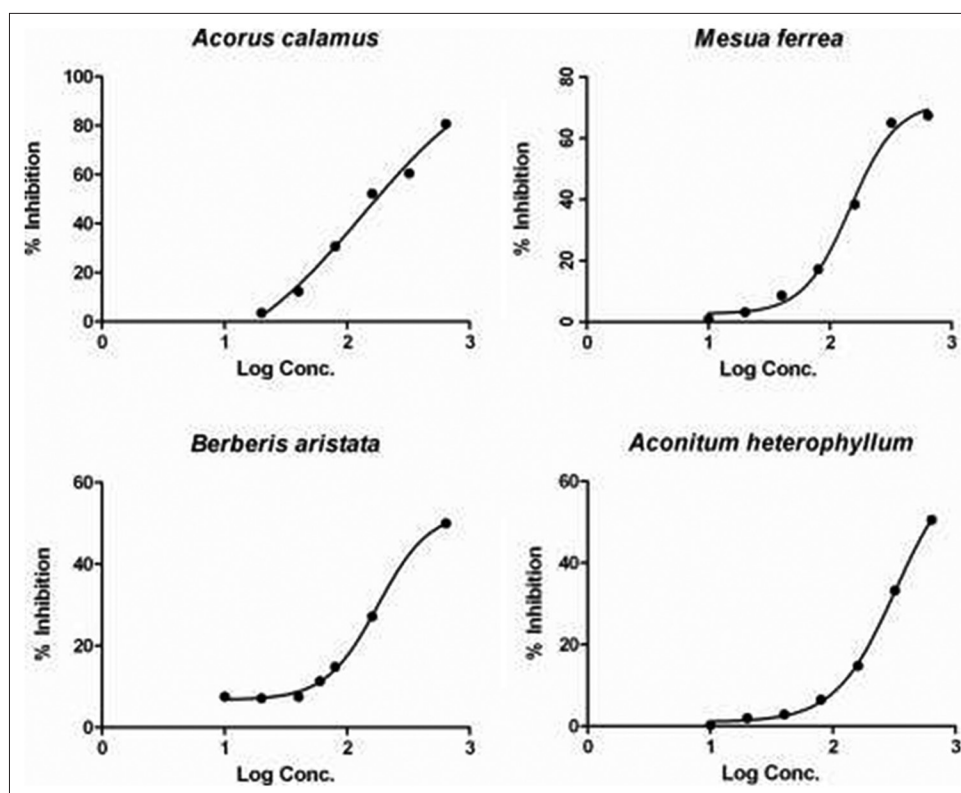 Acorus calamus
100
80
60
40
20
0
% Inhibition
0 1 2 3
Log Conc.
Mesua ferrea
80
60
40
20
0
% Inhibition
0 1 2 3
Log Conc.
Berberis aristata
60
40
20
0
% Inhibition
0 1 2 3
Log Conc.
Aconitum heterophyllum
60
40
20
0
% Inhibition
0 1 2 3
Log Conc.